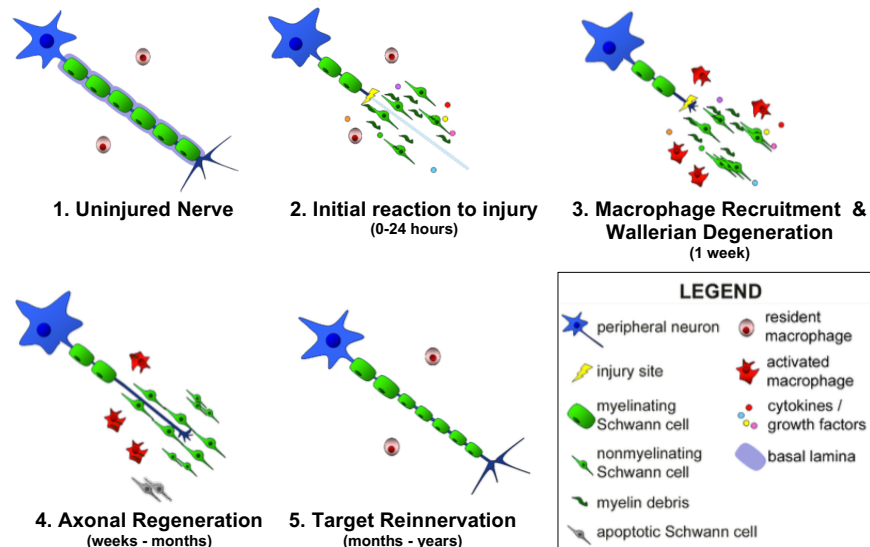 1. Uninjured Nerve
2. Initial reaction to injury
(0-24 hours)
3. Macrophage Recruitment &
Wallerian Degeneration
(1 week)
4. Axonal Regeneration
(weeks - months)
5. Target Reinnervation
(months - years)
LEGEND
peripheral neuron
resident
macrophage
injury site
activated
macrophage
myelinating
Schwann cell
cytokines /
growth factors
nonmyelinating
Schwann cell
basal lamina
myelin debris
apoptotic Schwann cell